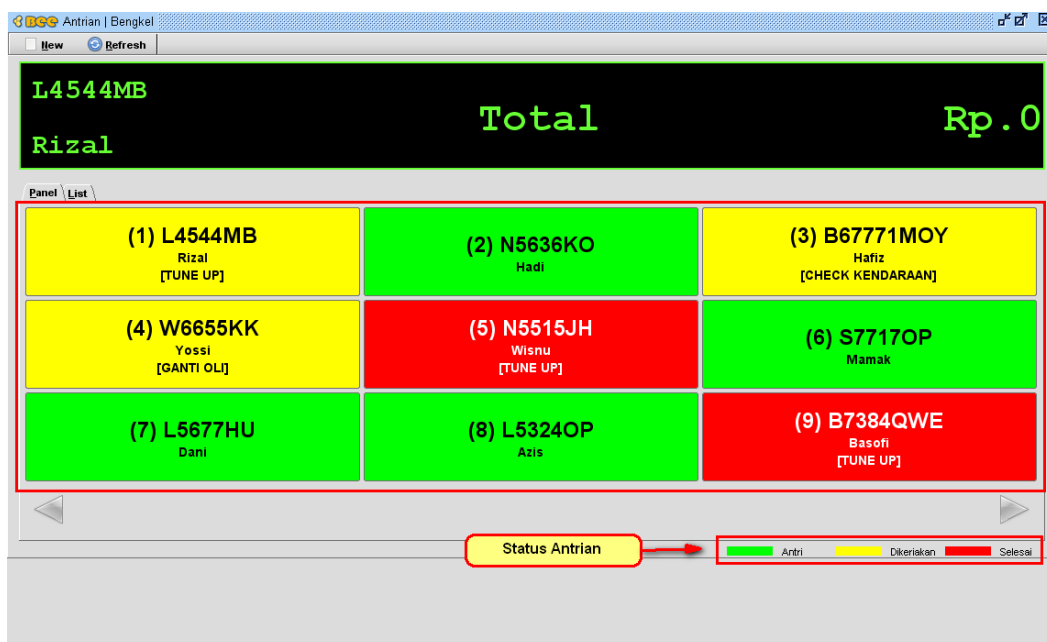 BEE Antrian | Bengkel
New Refresh
L4544MB
Total Rp.0
Rizal
Panel List
(1) L4544MB
Rizal
[TUNE UP]
(2) N5636KO
Hadi
(3) B67771MOY
Hafiz
[CHECK KENDARAAN]
(4) W6655KK
Yossi
[GANTI OLI]
(5) N5515JH
Wisnu
[TUNE UP]
(6) S7717OP
Mamak
(7) L5677HU
Dani
(8) L5324OP
Azis
(9) B7384QWE
Basofi
[TUNE UP]
Status Antrian
Antri Dikerjakan Selesai